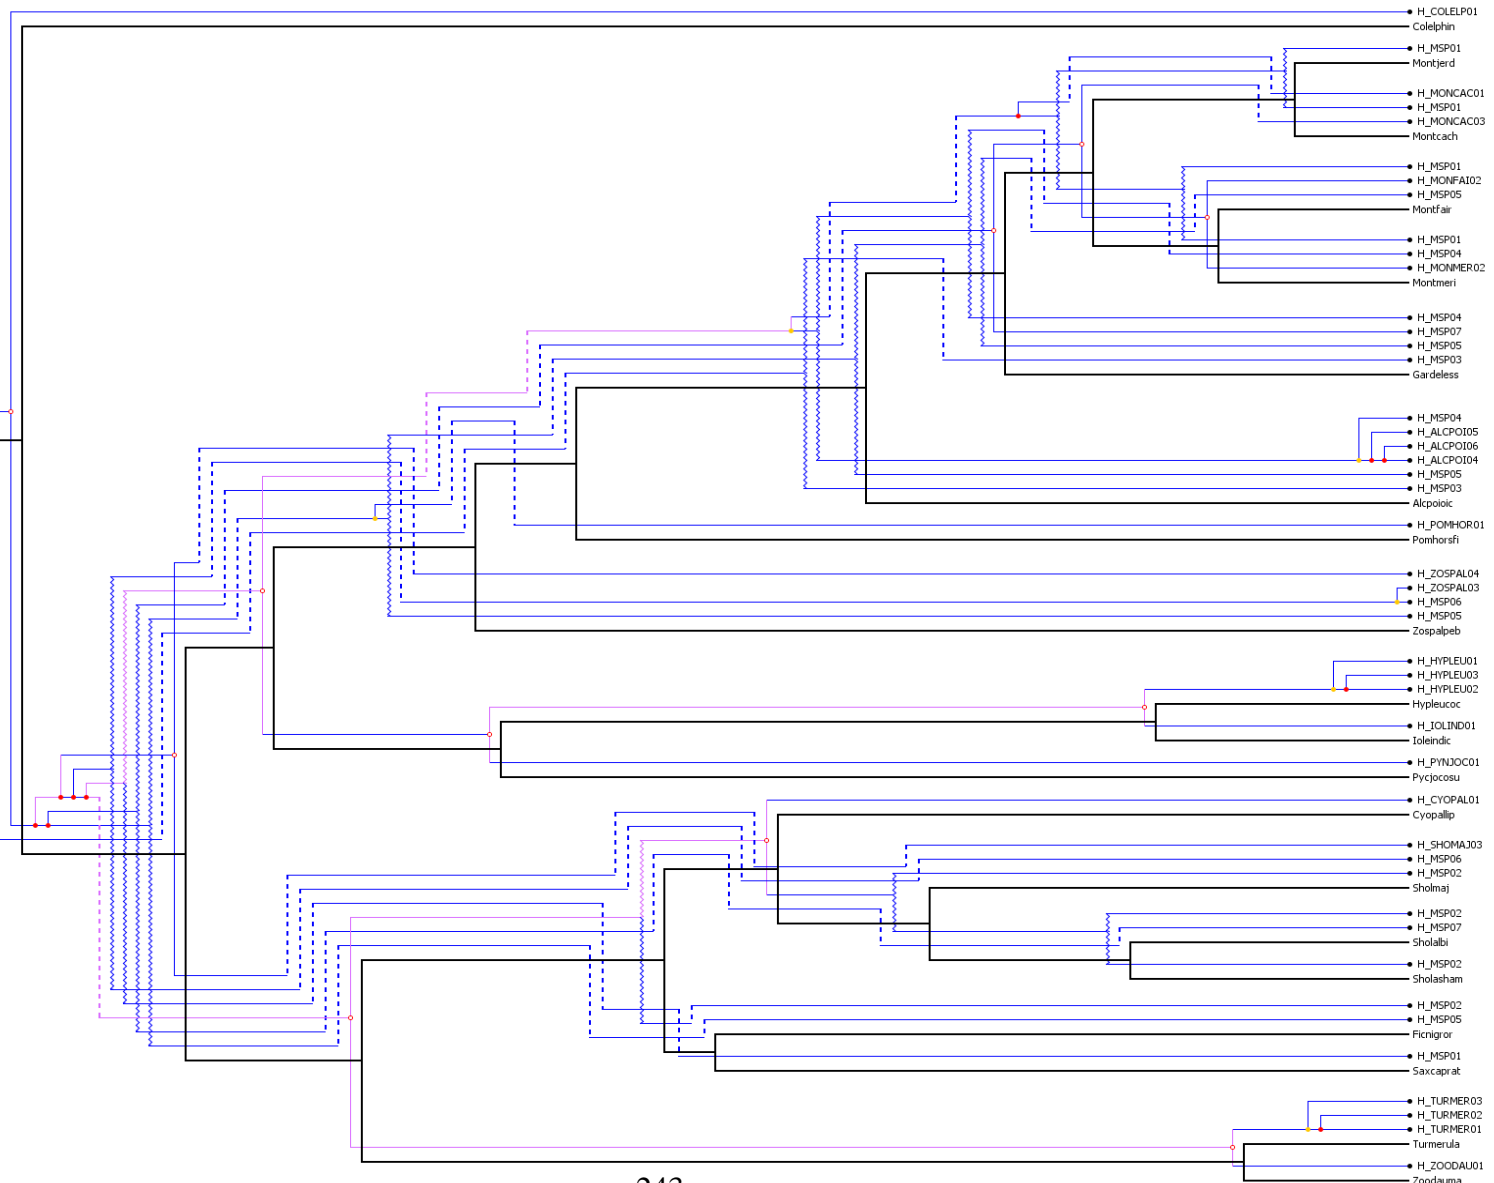 H_COLELP01
Colelphin
H_MSP01
Montjerd
H_MONCAC01
H_MSP01
H_MONCAC03
Montcach
H_MSP01
H_MONFAI02
H_MSP05
Montfair
H_MSP01
H_MSP04
H_MONMER02
Montmeri
H_MSP04
H_MSP07
H_MSP05
H_MSP03
Gardeless
H_MSP04
H_ALCPOI05
H_ALCPOI06
H_ALCPOI04
H_MSP05
H_MSP03
Alcpoioic
H_POMHOR01
Pomhorsfi
H_ZOSPAL04
H_ZOSPAL03
H_MSP06
H_MSP05
Zospalpeb
H_HYPLEU01
H_HYPLEU03
H_HYPLEU02
Hypleucoc
H_IOLIND01
Ioleindic
H_PYNJOC01
Pycjocosu
H_CYOPAL01
Cyopallip
H_SHOMAJ03
H_MSP06
H_MSP02
Sholmaj
H_MSP02
H_MSP07
Sholalbi
H_MSP02
Sholasham
H_MSP02
H_MSP05
Ficnigror
H_MSP01
Saxcaprat
H_TURMER03
H_TURMER02
H_TURMER01
Turmerula
H_ZOODAU01
Zoodauma
243